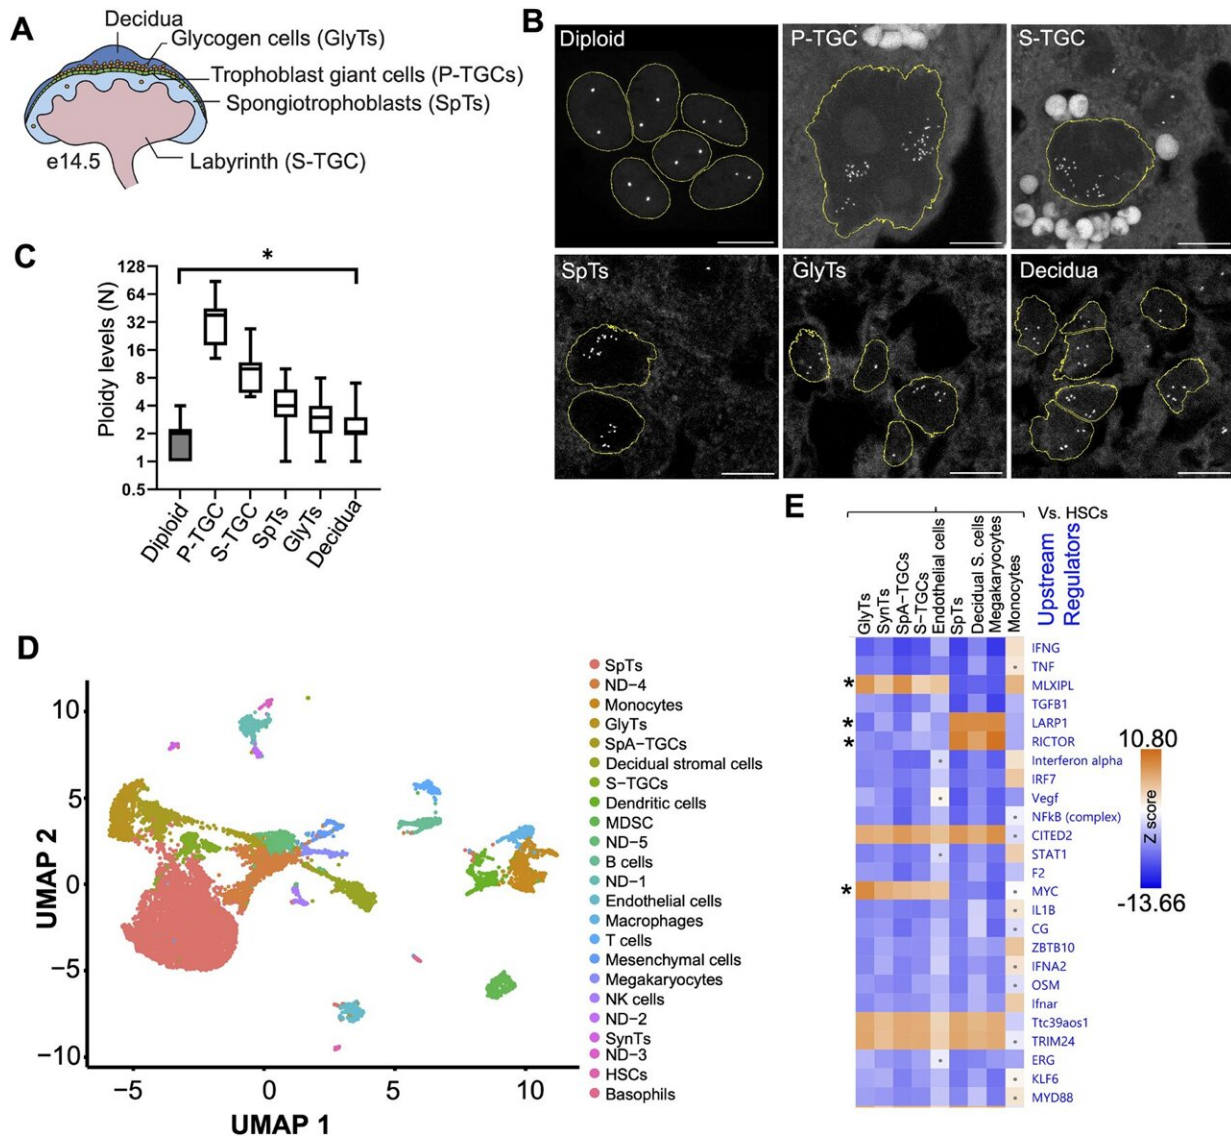 A
Decidua
Glycogen cells (GlyTs)
Trophoblast giant cells (P-TGCs)
Spongiotrophoblasts (SpTs)
e14.5
Labyrinth (S-TGC)
B
Diploid
P-TGC
S-TGC
SpTs
GlyTs
Decidua
C
*
Ploidy levels (N)
128
64
32
16
8
4
2
1
0.5
Diploid
P-TGC
S-TGC
SpTs
GlyTs
Decidua
D
UMAP 2
10
5
0
−5
−10
−5
0
5
10
UMAP 1
SpTs
ND−4
Monocytes
GlyTs
SpA−TGCs
Decidual stromal cells
S−TGCs
Dendritic cells
MDSC
ND−5
B cells
ND−1
Endothelial cells
Macrophages
T cells
Mesenchymal cells
Megakaryocytes
NK cells
ND−2
SynTs
ND−3
HSCs
Basophils
E
Vs. HSCs
GlyTs
SynTs
SpA−TGCs
S−TGCs
Endothelial cells
SpTs
Decidual S. cells
Megakaryocytes
Monocytes
Upstream
Regulators
IFNG
TNF
* MLXIPL
TGFB1
* LARP1
* RICTOR
Interferon alpha
IRF7
Vegf
NFkB (complex)
CITED2
STAT1
F2
* MYC
IL1B
CG
ZBTB10
IFNA2
OSM
Ifnar
Ttc39aos1
TRIM24
ERG
KLF6
MYD88
10.80
Z score
-13.66